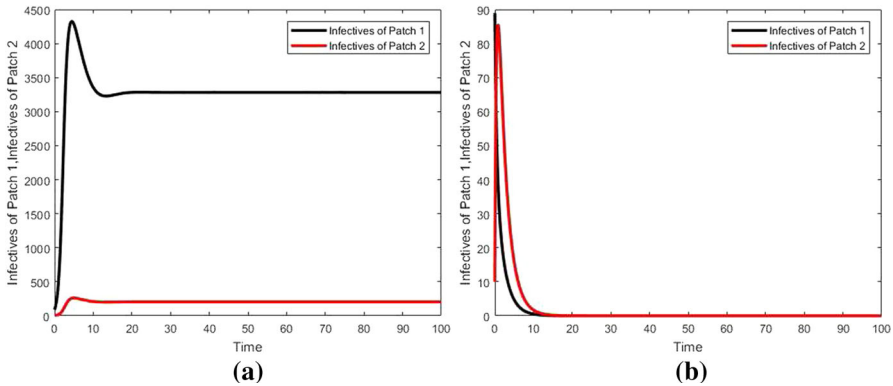 Infectives of Patch 1,Infectives of Patch 2
4500
4000
3500
3000
2500
2000
1500
1000
500
0
0 10 20 30 40 50 60 70 80 90 100
Time
Infectives of Patch 1
Infectives of Patch 2
(a)
Infectives of Patch 1,Infectives of Patch 2
90
80
70
60
50
40
30
20
10
0
0 10 20 30 40 50 60 70 80 90 100
Time
Infectives of Patch 1
Infectives of Patch 2
(b)